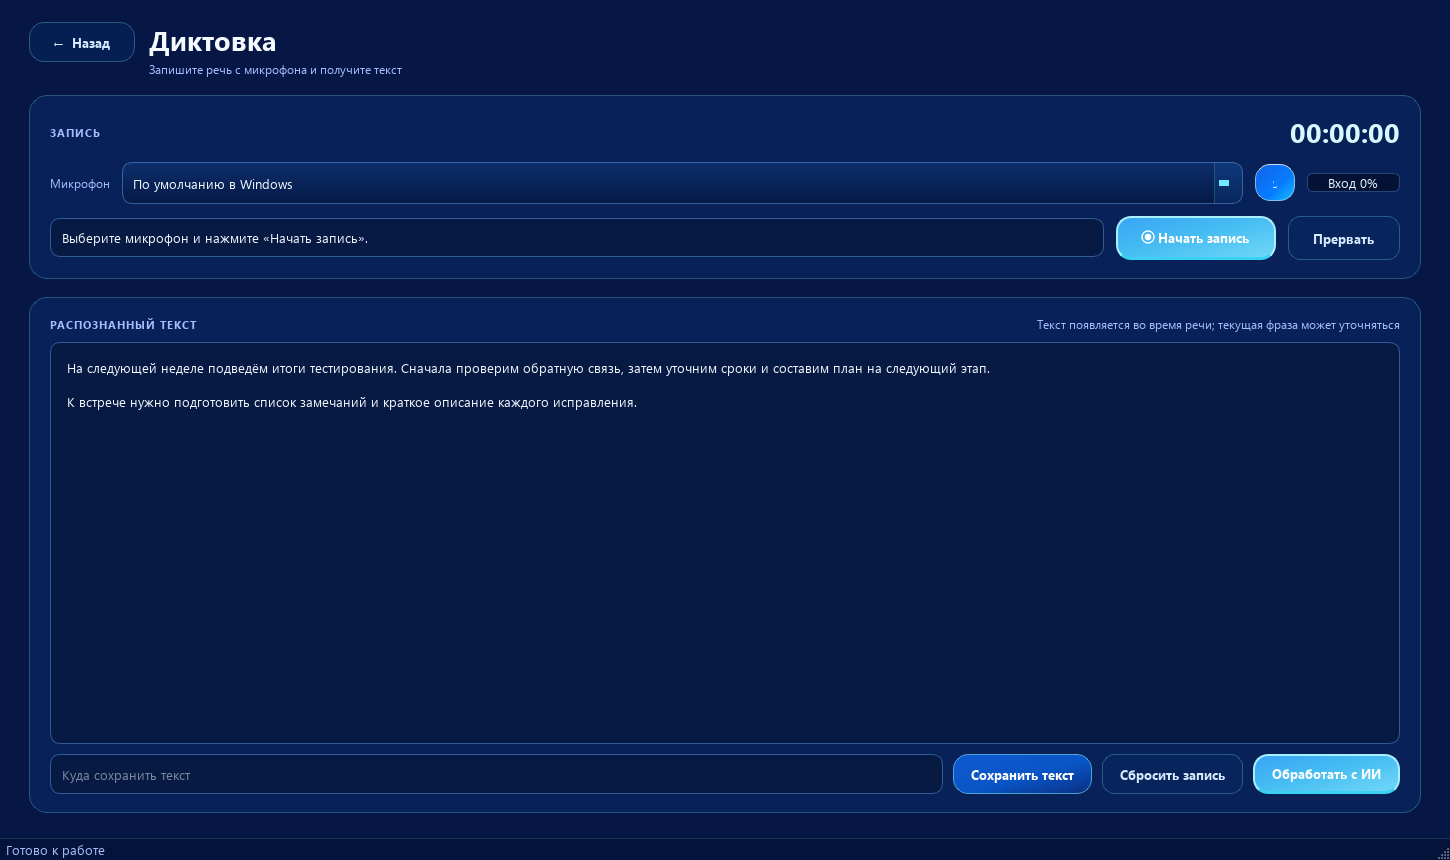 ← Назад
Диктовка
Запишите речь с микрофона и получите текст
ЗАПИСЬ
00:00:00
Микрофон
По умолчанию в Windows
Вход 0%
Выберите микрофон и нажмите «Начать запись».
Начать запись
Прервать
РАСПОЗНАННЫЙ ТЕКСТ
Текст появляется во время речи; текущая фраза может уточняться
На следующей неделе подведём итоги тестирования. Сначала проверим обратную связь, затем уточним сроки и составим план на следующий этап.
К встрече нужно подготовить список замечаний и краткое описание каждого исправления.
Куда сохранить текст
Сохранить текст
Сбросить запись
Обработать с ИИ
Готово к работе